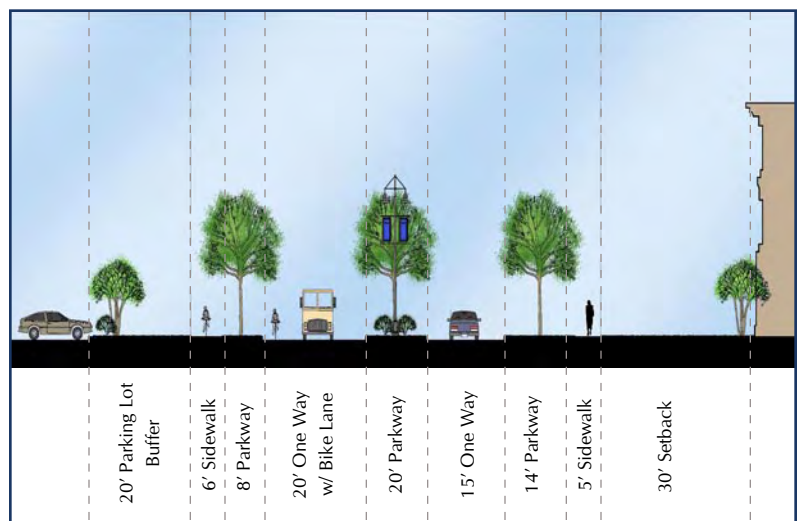 20′ Parking Lot
Buffer
6′ Sidewalk
8′ Parkway
20′ One Way
w/ Bike Lane
20′ Parkway
15′ One Way
14′ Parkway
5′ Sidewalk
30′ Setback